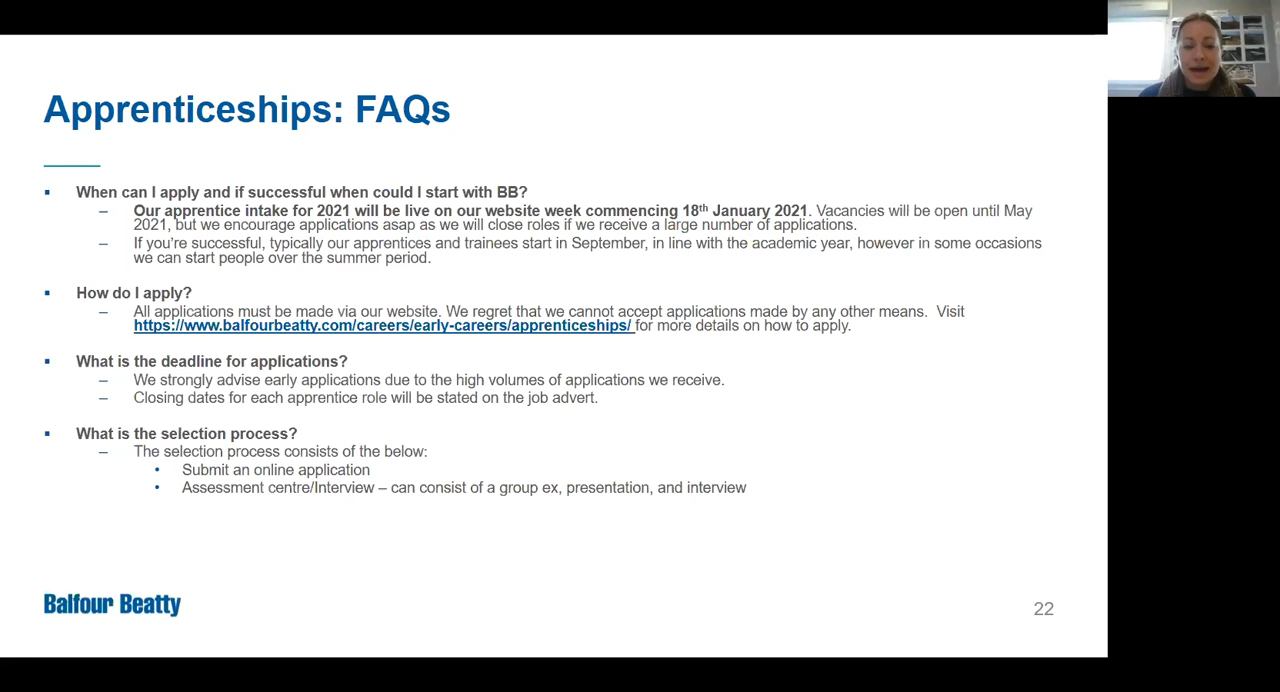 Apprenticeships: FAQs
▪ When can I apply and if successful when could I start with BB?
– Our apprentice intake for 2021 will be live on our website week commencing 18th January 2021. Vacancies will be open until May
2021, but we encourage applications asap as we will close roles if we receive a large number of applications.
– If you’re successful, typically our apprentices and trainees start in September, in line with the academic year, however in some occasions
we can start people over the summer period.
▪ How do I apply?
– All applications must be made via our website. We regret that we cannot accept applications made by any other means. Visit
https://www.balfourbeatty.com/careers/early-careers/apprenticeships/ for more details on how to apply.
▪ What is the deadline for applications?
– We strongly advise early applications due to the high volumes of applications we receive.
– Closing dates for each apprentice role will be stated on the job advert.
▪ What is the selection process?
– The selection process consists of the below:
• Submit an online application
• Assessment centre/Interview – can consist of a group ex, presentation, and interview
Balfour Beatty
22